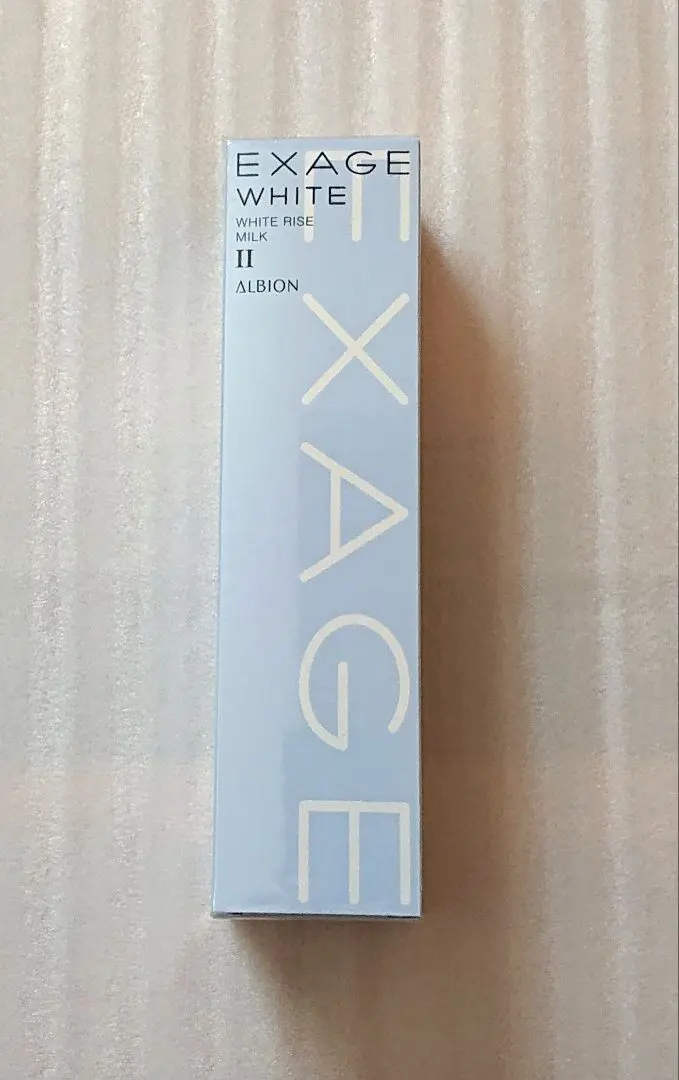 EXAGE
WHITE
WHITE RISE
MILK
II
ALBION
EXAGE